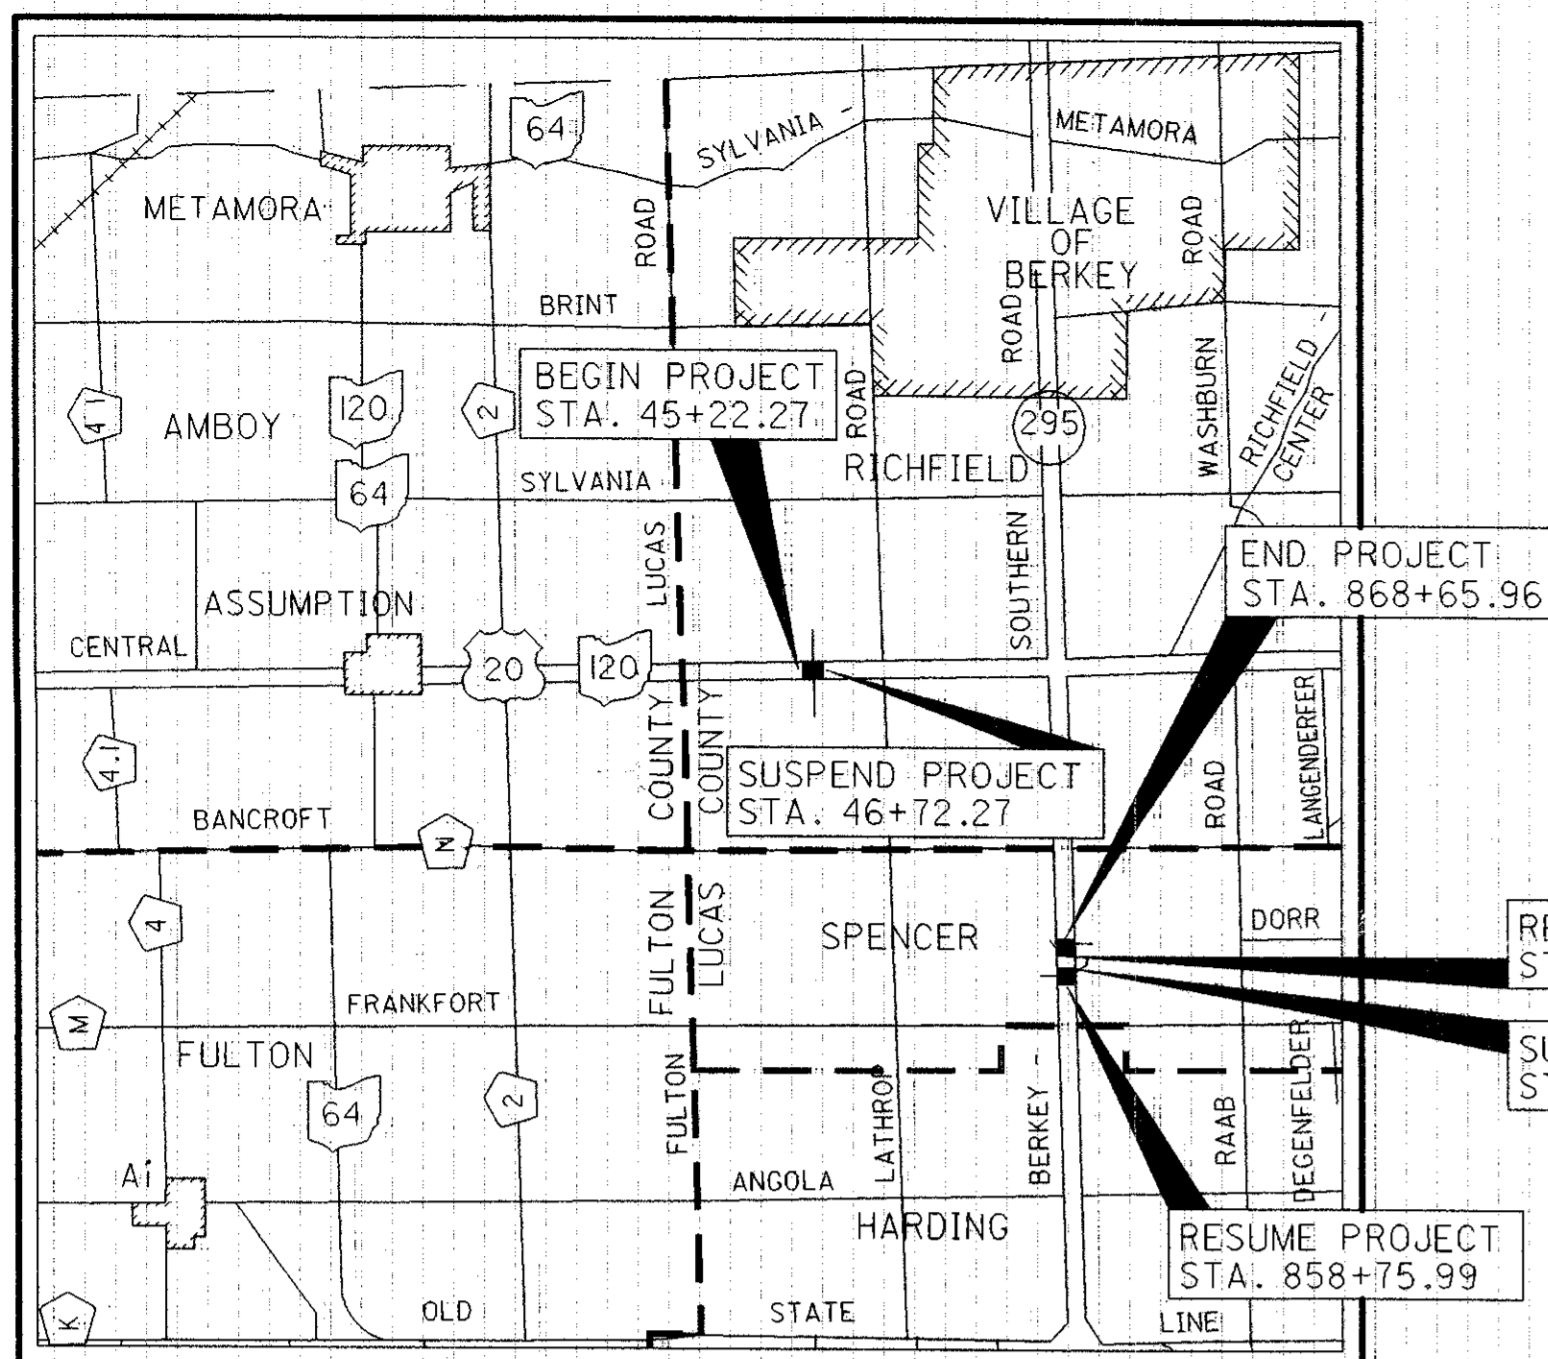 64
SYLVANIA -
METAMORA
METAMORA
ROAD
VILLAGE
OF
BERKEY
ROAD
BRINT
ROAD
BEGIN PROJECT
STA. 45+22.27
ROAD
WASHBURN
RICHFIELD -
CENTER
4.1
120
2
AMBOY
295
RICHFIELD
64
SYLVANIA
LUCAS
SOUTHERN
END PROJECT
STA. 868+65.96
ASSUMPTION
CENTRAL
20
120
COUNTY
COUNTY
SUSPEND PROJECT
STA. 46+72.27
ROAD
LANGENDERFER
4.1
BANCROFT
N
4
FULTON
LUCAS
SPENCER
DORR
M
FRANKFORT
FULTON
64
2
FULTON
LATHROP
BERKEY -
RAAB
DEGENFELDER
Ai
ANGOLA
HARDING
RESUME PROJECT
STA. 858+75.99
K
OLD
STATE
LINE